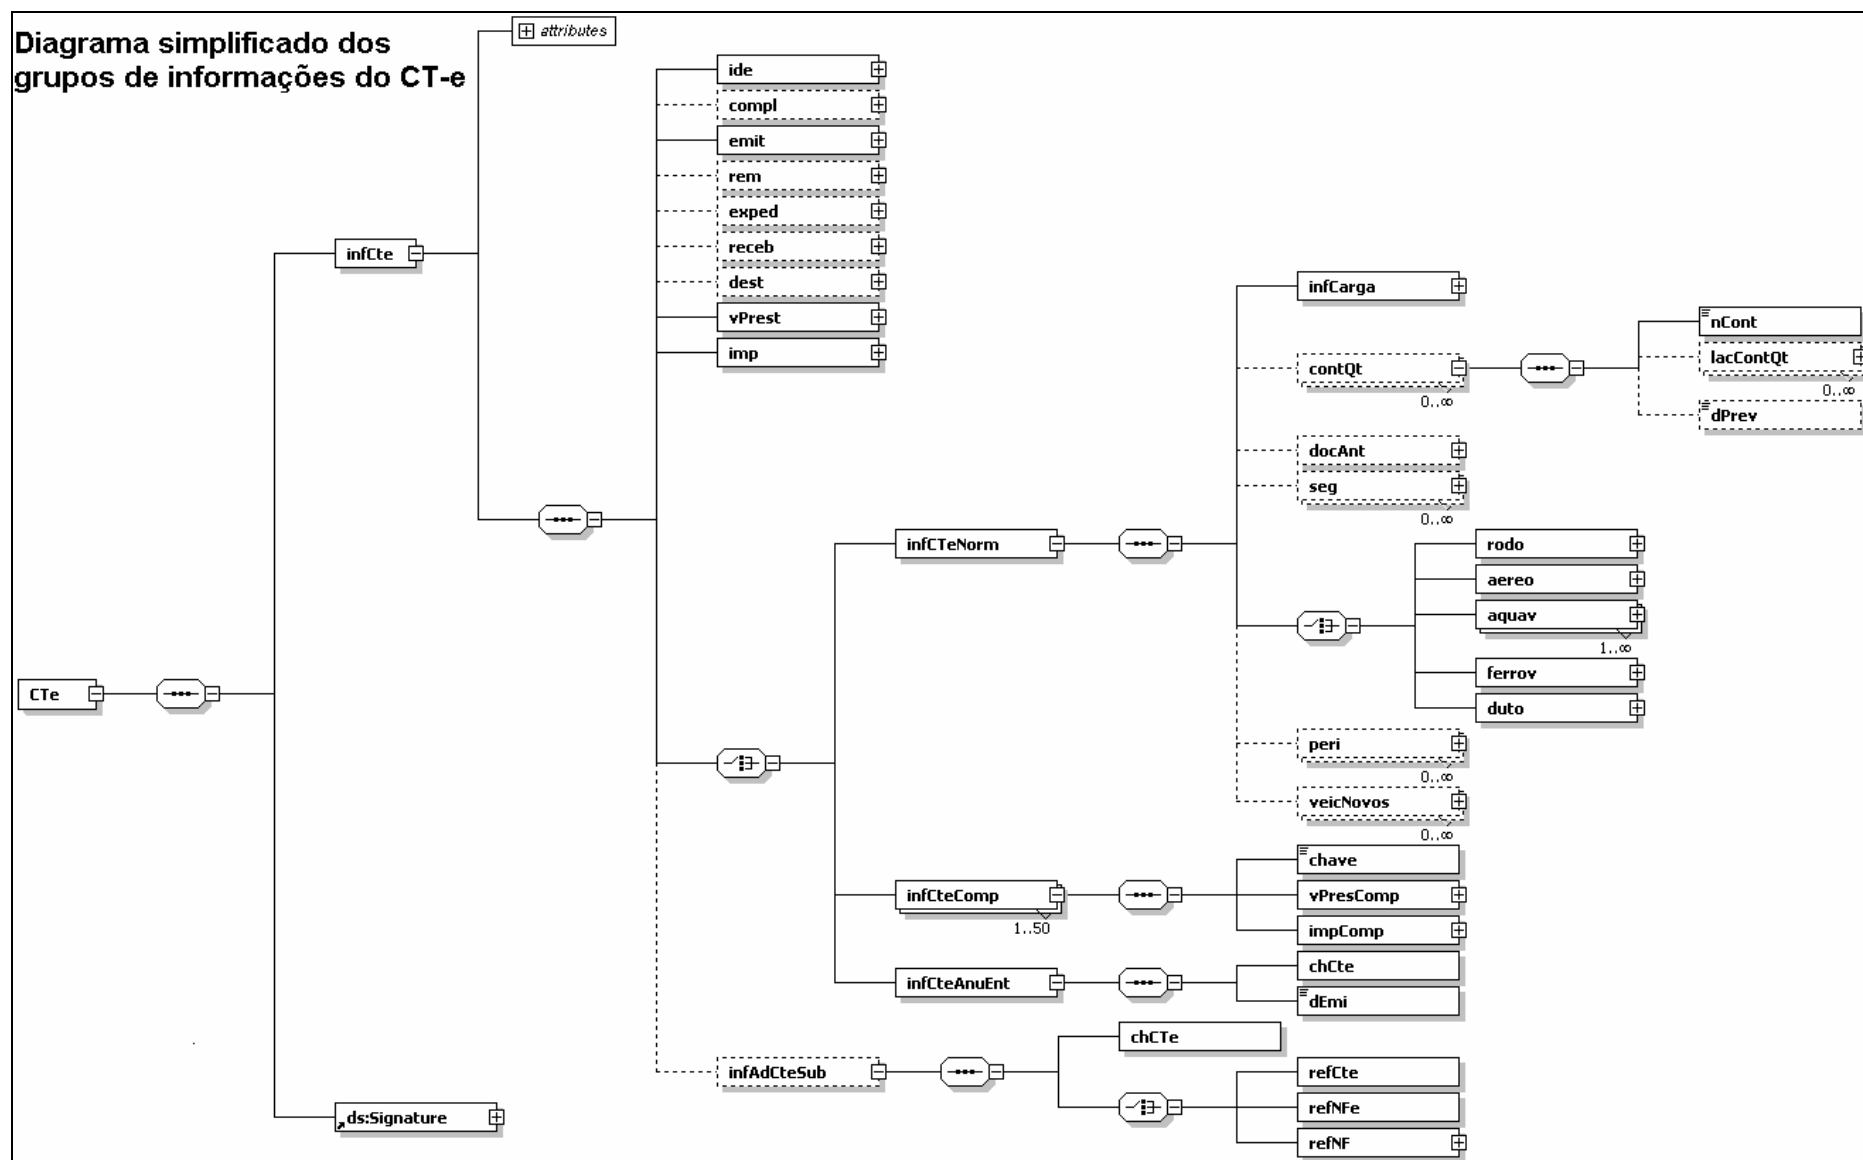 Diagrama simplificado dos
grupos de informações do CT-e
attributes
ide
compl
emit
rem
exped
receb
dest
vPrest
imp
infCte
infCarga
contQt
0..∞
nCont
lacContQt
0..∞
dPrev
docAnt
seg
0..∞
infCTeNorm
rodo
aereo
aquav
1..∞
ferrov
duto
peri
0..∞
veicNovos
0..∞
CTe
infCteComp
1..50
chave
vPresComp
impComp
infCteAnuEnt
chCte
dEmi
infAdCteSub
chCTe
refCte
refNFe
refNF
ds:Signature